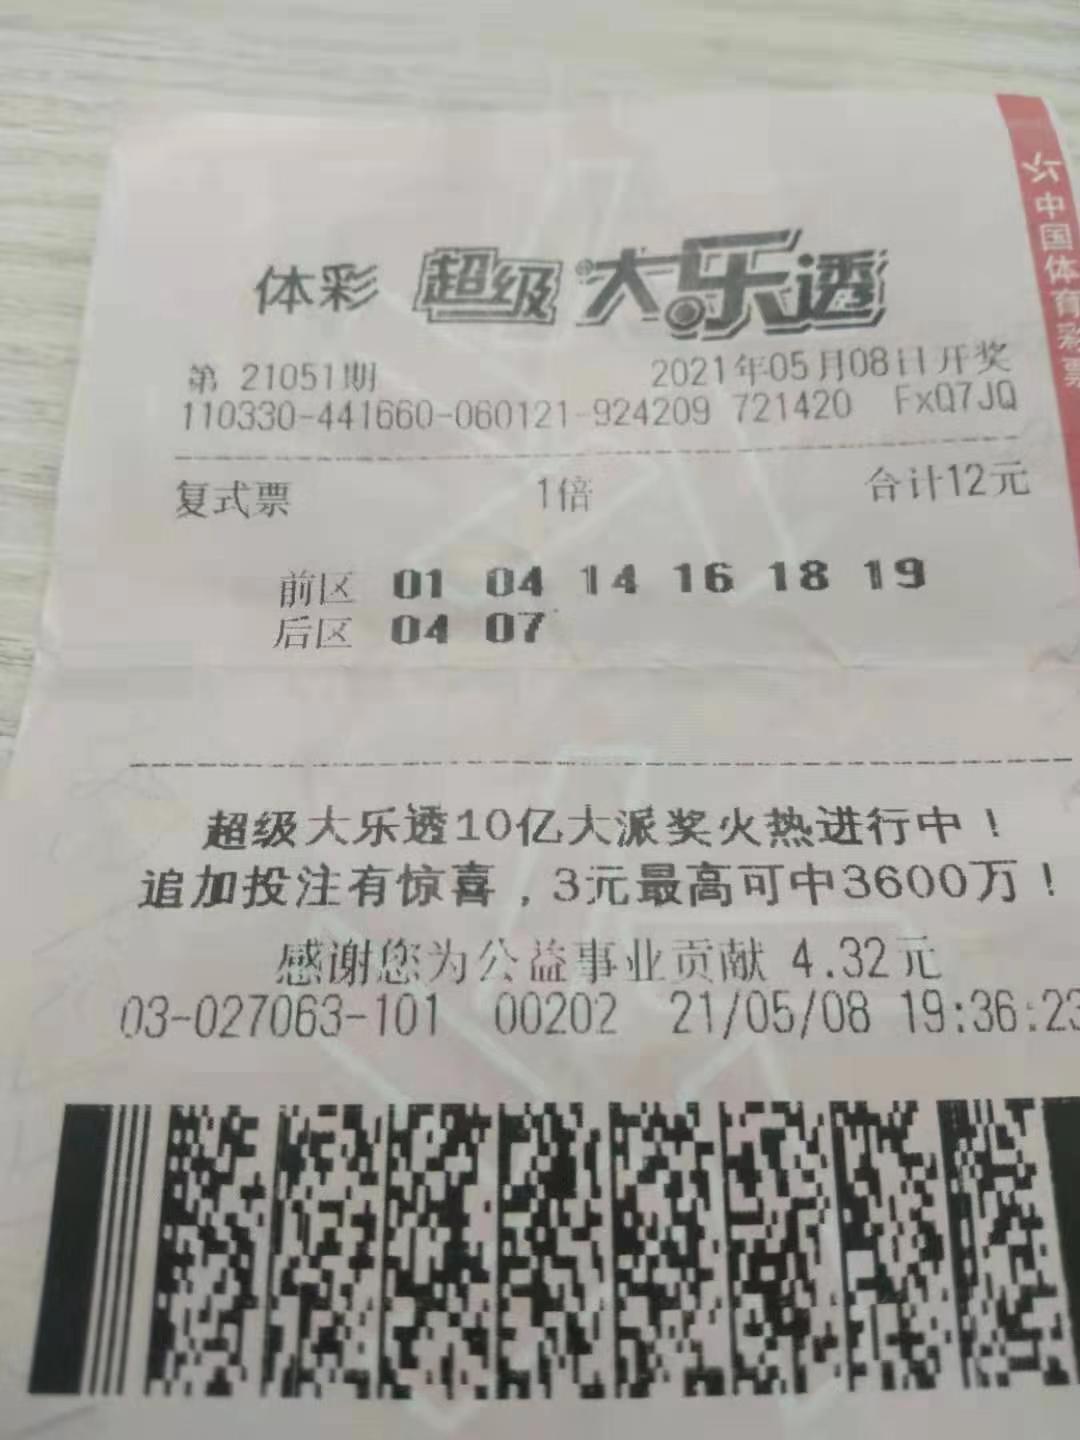 中国体育彩票
体彩 超级大乐透
第 21051期 2021年05月08日开奖
110330-441660-060121-924209 721420 FxQ7JQ
复式票 1倍 合计12元
前区 01 04 14 16 18 19
后区 04 07
超级大乐透10亿大派奖火热进行中！
追加投注有惊喜，3元最高可中3600万！
感谢您为公益事业贡献 4.32元
03-027063-101 00202 21/05/08 19:36:23